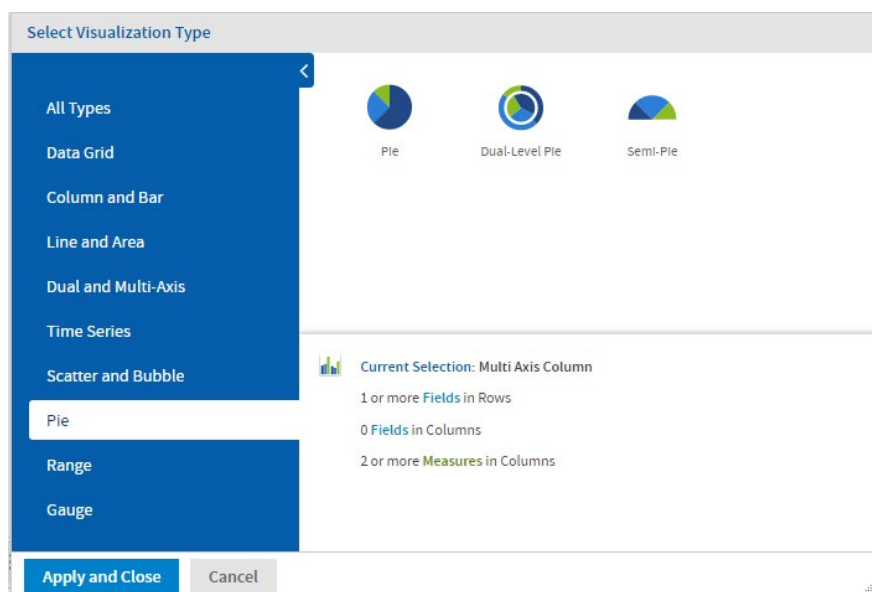 Select Visualization Type
All Types
Data Grid
Column and Bar
Line and Area
Dual and Multi-Axis
Time Series
Scatter and Bubble
Pie
Range
Gauge
Pie
Dual-Level Pie
Semi-Pie
Current Selection: Multi Axis Column
1 or more Fields in Rows
0 Fields in Columns
2 or more Measures in Columns
Apply and Close
Cancel